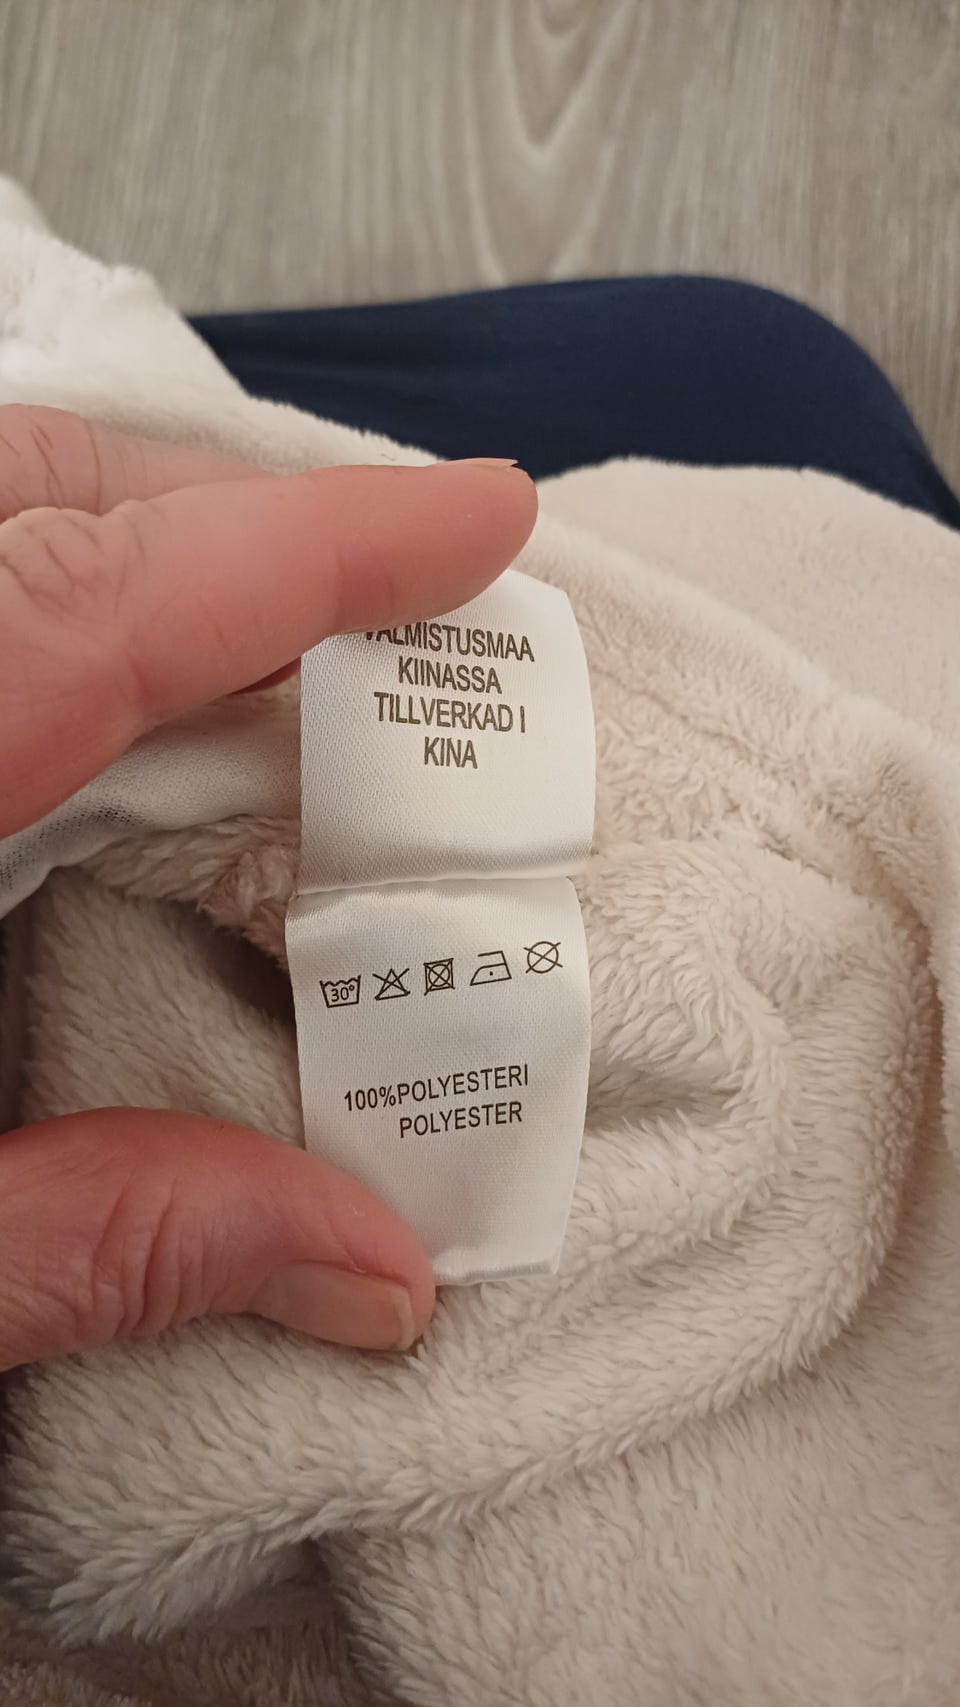 VALMISTUSMAA
KIINASSA
TILLVERKAD I
KINA
30°
100%POLYESTERI
POLYESTER